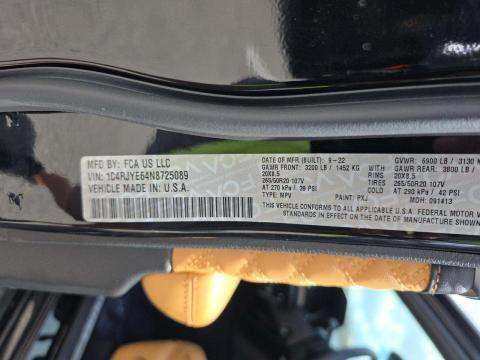 MFD BY: FCA US LLC
VIN: 1C4RJYE64N8725089
VEHICLE MADE IN: U.S.A.
DATE OF MFR (BUILT): 9-22
GAWR FRONT: 3200 LB / 1452 KG
RIMS: 20X8.5
265/50R20 107V
AT 270 kPa / 39 PSI
TYPE: MPV
GVWR: 6900 LB / 3130
GAWR REAR: 3800 LB /
RIMS: 20X8.5
TIRES: 265/50R20 107V
COLD AT 290 kPa / 42 PSI
PAINT: PXJ
MDH: 091413
THIS VEHICLE CONFORMS TO ALL APPLICABLE U.S.A. FEDERAL MOTOR
STANDARDS IN EFFECT ON THE DATE OF MANUFACTURE SHOWN ABOVE